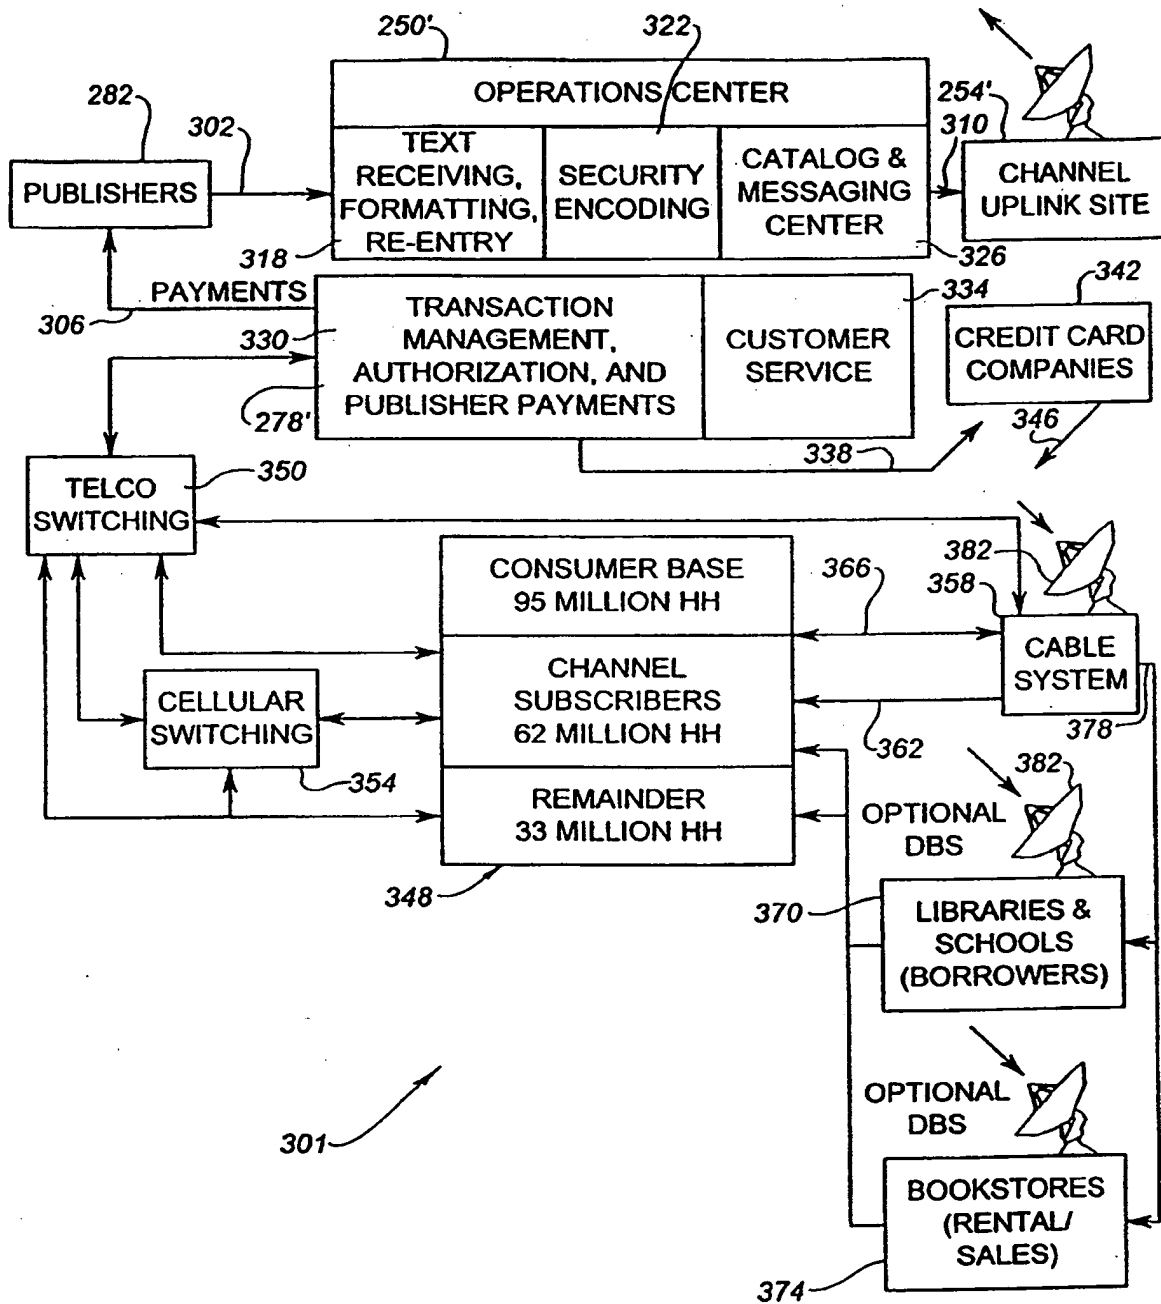 250'
322
282
302
OPERATIONS CENTER
254'
310
PUBLISHERS
TEXT
RECEIVING,
FORMATTING,
RE-ENTRY
318
SECURITY
ENCODING
CATALOG &
MESSAGING
CENTER
326
CHANNEL
UPLINK SITE
PAYMENTS
306
330
TRANSACTION
MANAGEMENT,
AUTHORIZATION, AND
PUBLISHER PAYMENTS
278'
334
CUSTOMER
SERVICE
342
CREDIT CARD
COMPANIES
346
338
350
TELCO
SWITCHING
CONSUMER BASE
95 MILLION HH
366
382
358
CHANNEL
SUBSCRIBERS
62 MILLION HH
CABLE
SYSTEM
378
362
CELLULAR
SWITCHING
354
REMAINDER
33 MILLION HH
348
382
OPTIONAL
DBS
370
LIBRARIES &
SCHOOLS
(BORROWERS)
301
OPTIONAL
DBS
BOOKSTORES
(RENTAL/
SALES)
374